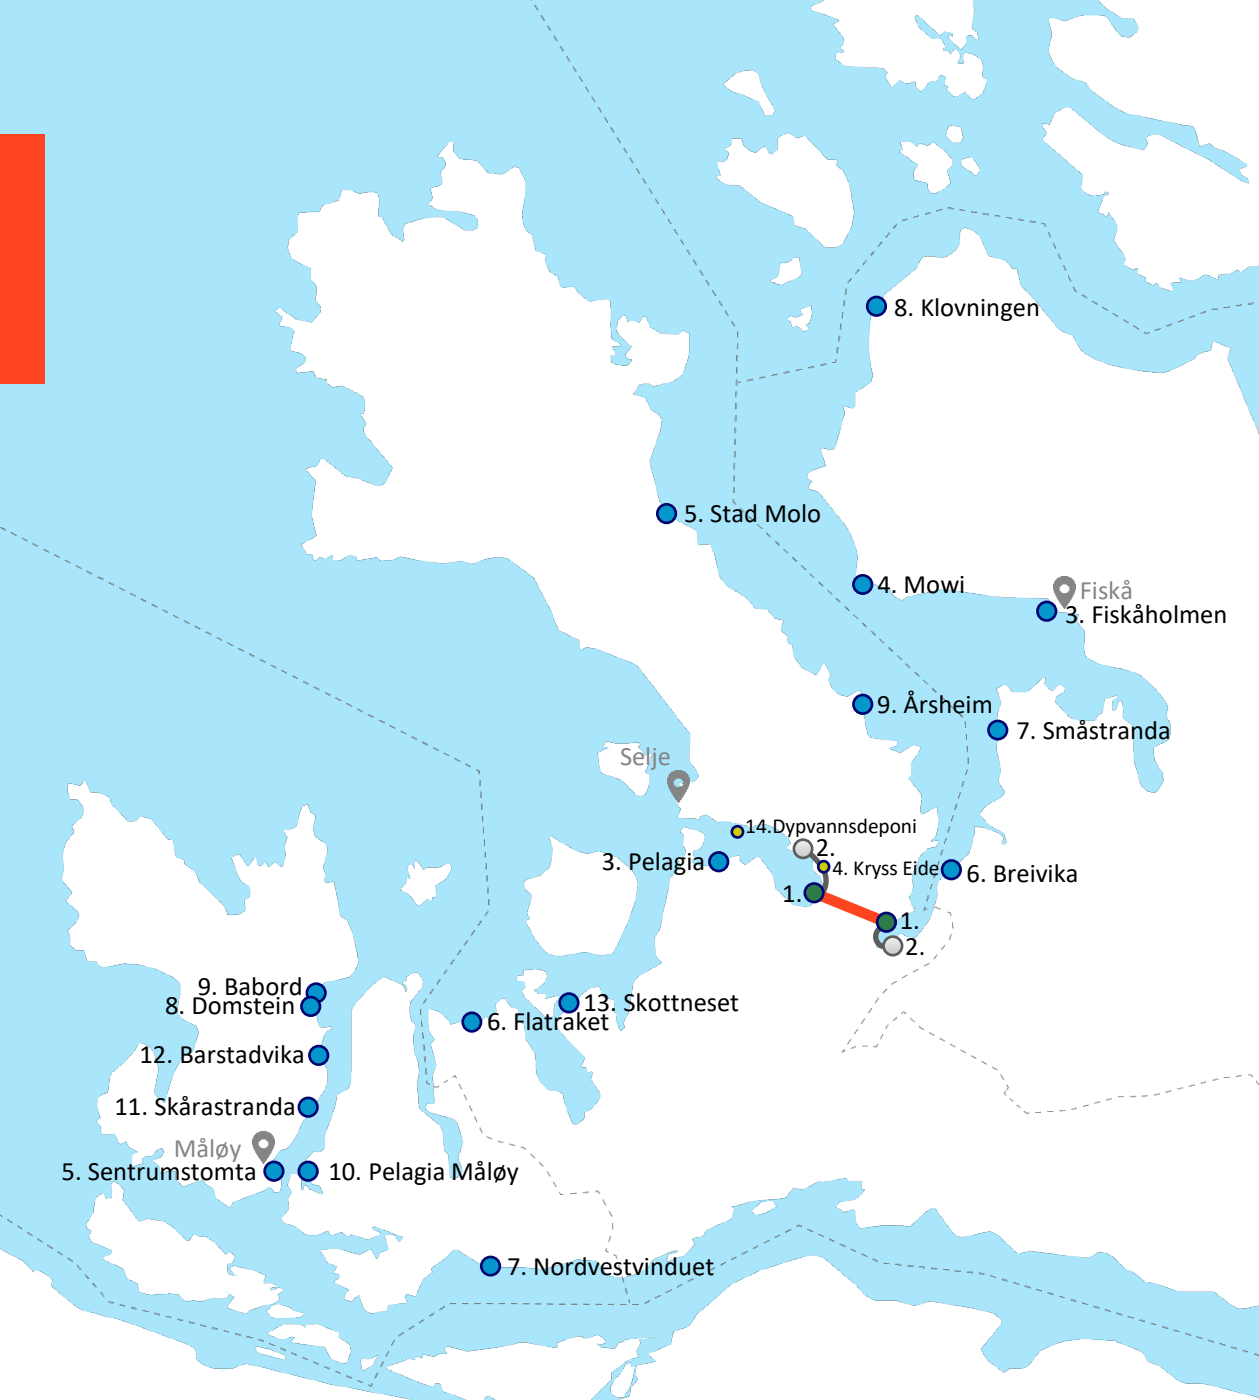 8. Klovningen
5. Stad Molo
4. Mowi
Fiskå
3. Fiskåholmen
9. Årsheim
7. Småstranda
Selje
14.Dypvannsdeponi
2.
3. Pelagia
4. Kryss Eide
6. Breivika
1.
1.
2.
9. Babord
8. Domstein
13. Skottneset
6. Flatraket
12. Barstadvika
11. Skårastranda
Måløy
5. Sentrumstomta
10. Pelagia Måløy
7. Nordvestvinduet